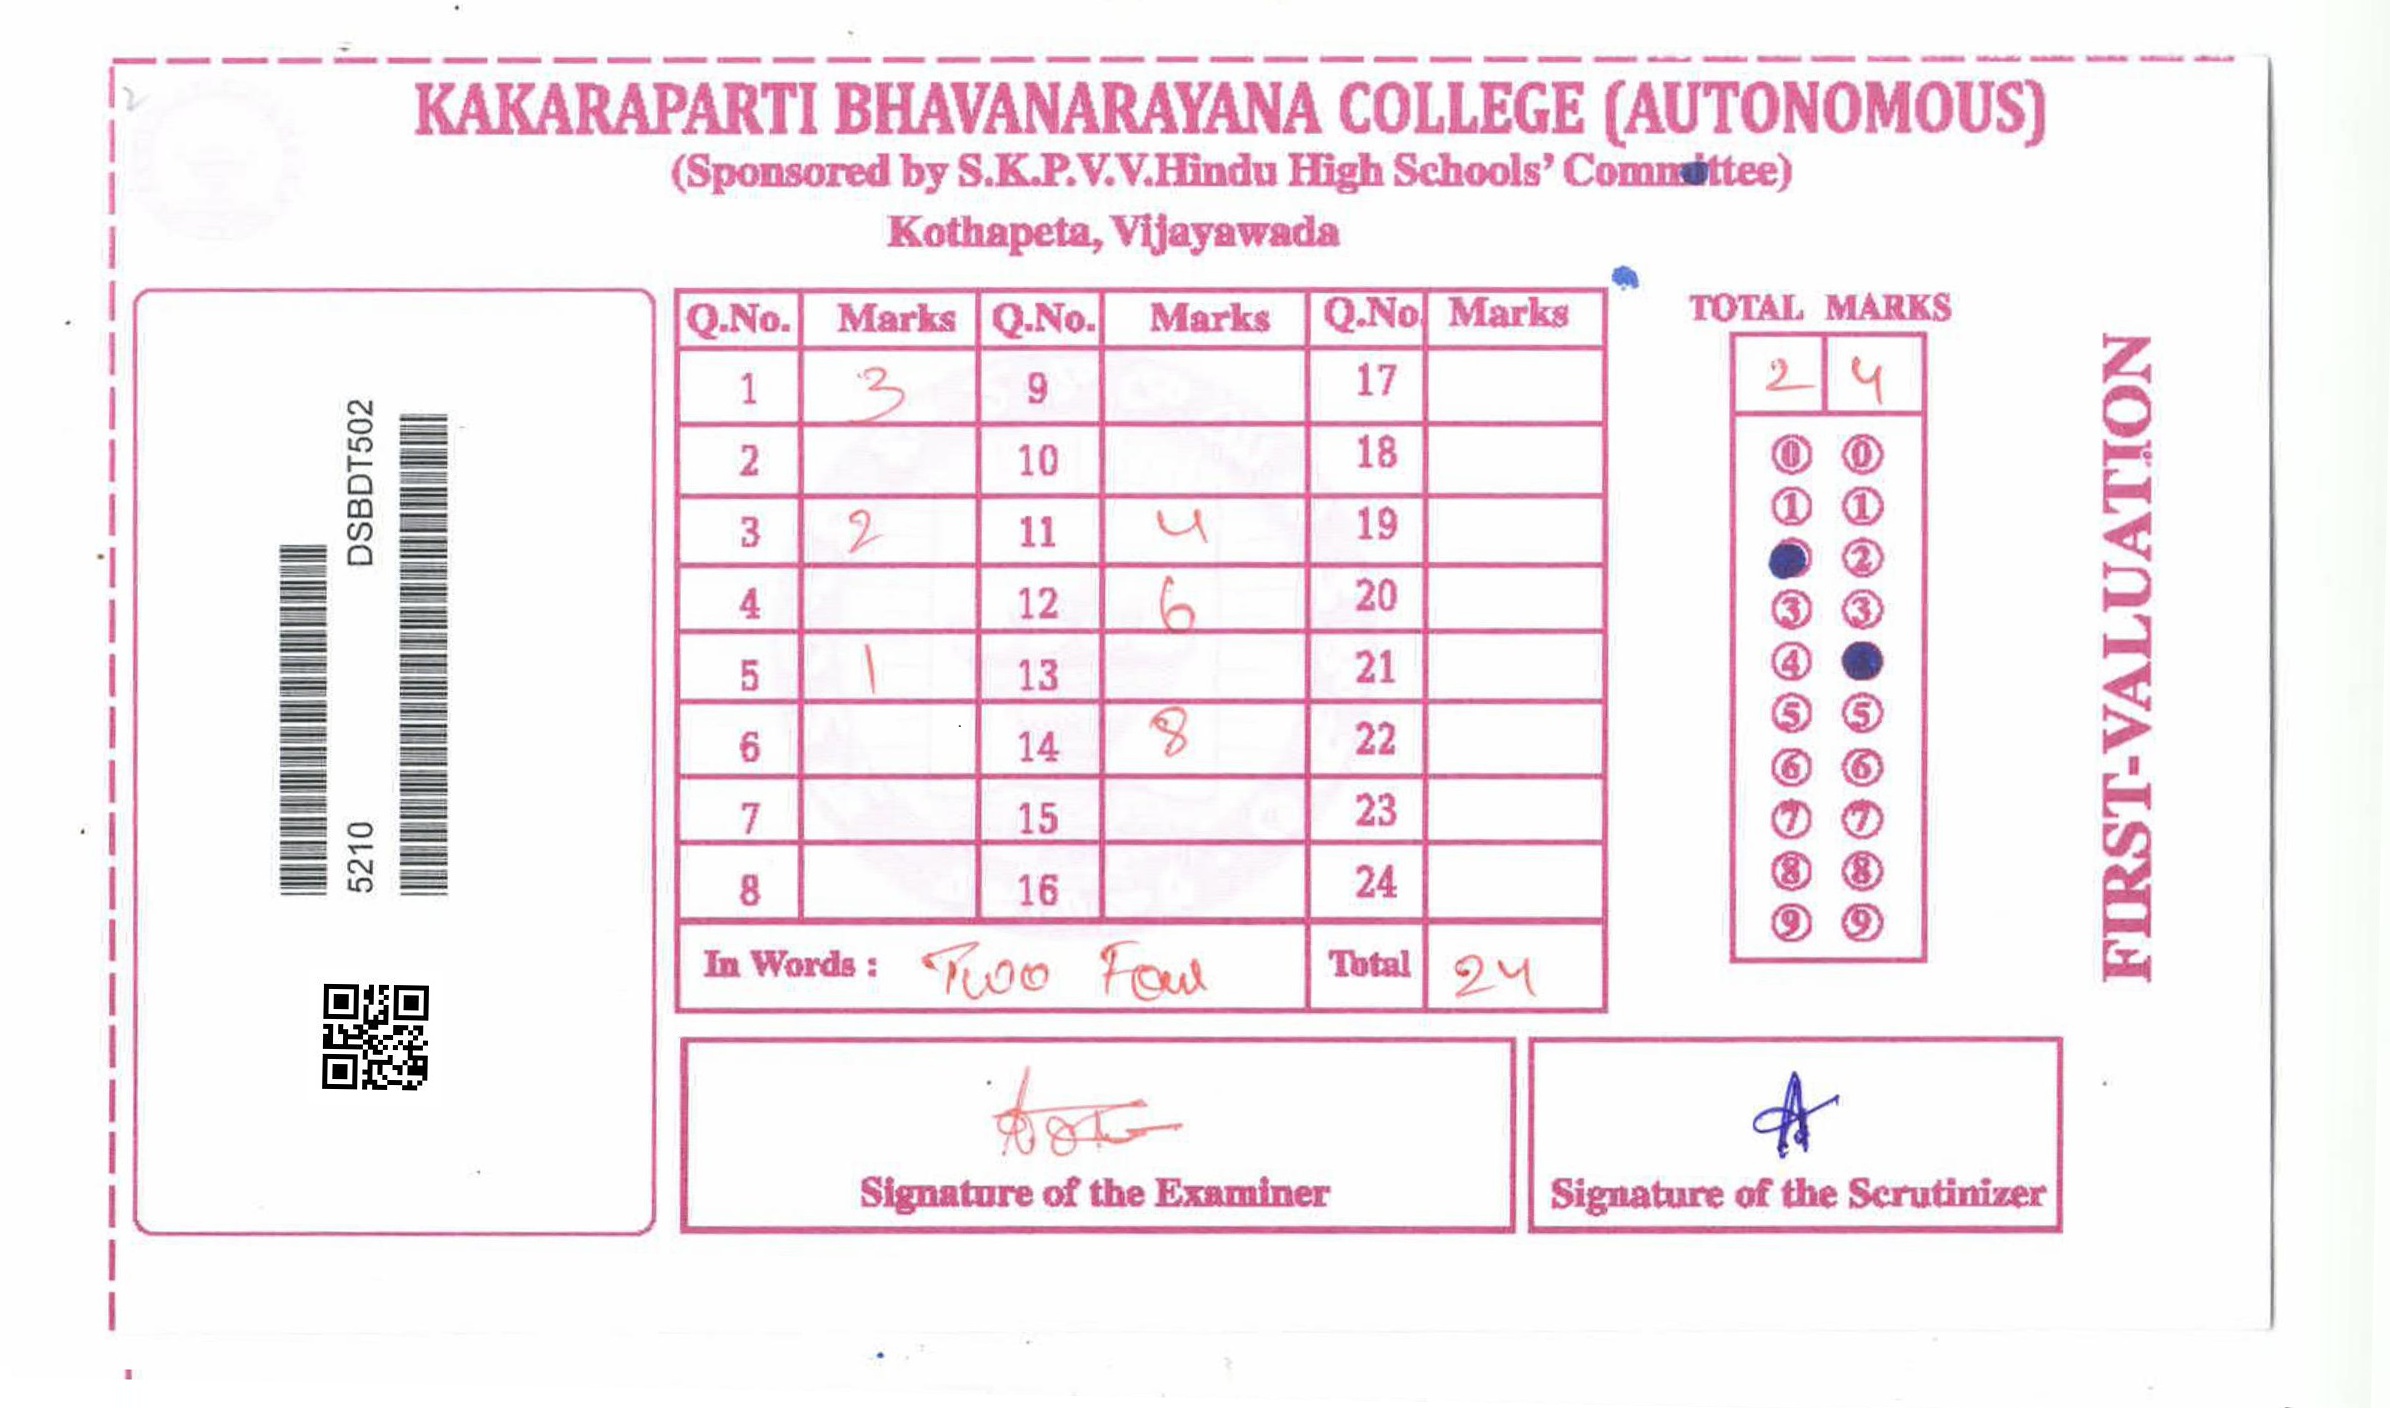 KAKARAPARTI BHAVANARAYANA COLLEGE (AUTONOMOUS)
(Sponsored by S.K.P.V.V.Hindu High Schools' Committee)
Kothapeta, Vijayawada
DSBDT502
5210
Q.No. Marks Q.No. Marks Q.No. Marks
1 3 9 17
2 10 18
3 2 11 4 19
4 12 6 20
5 1 13 21
6 14 8 22
7 15 23
8 16 24
In Words : Two Four Total 24
TOTAL MARKS
2 4
0 0
1 1
2
3 3
4
5 5
6 6
7 7
8 8
9 9
FIRST-VALUATION
Signature of the Examiner
Signature of the Scrutinizer